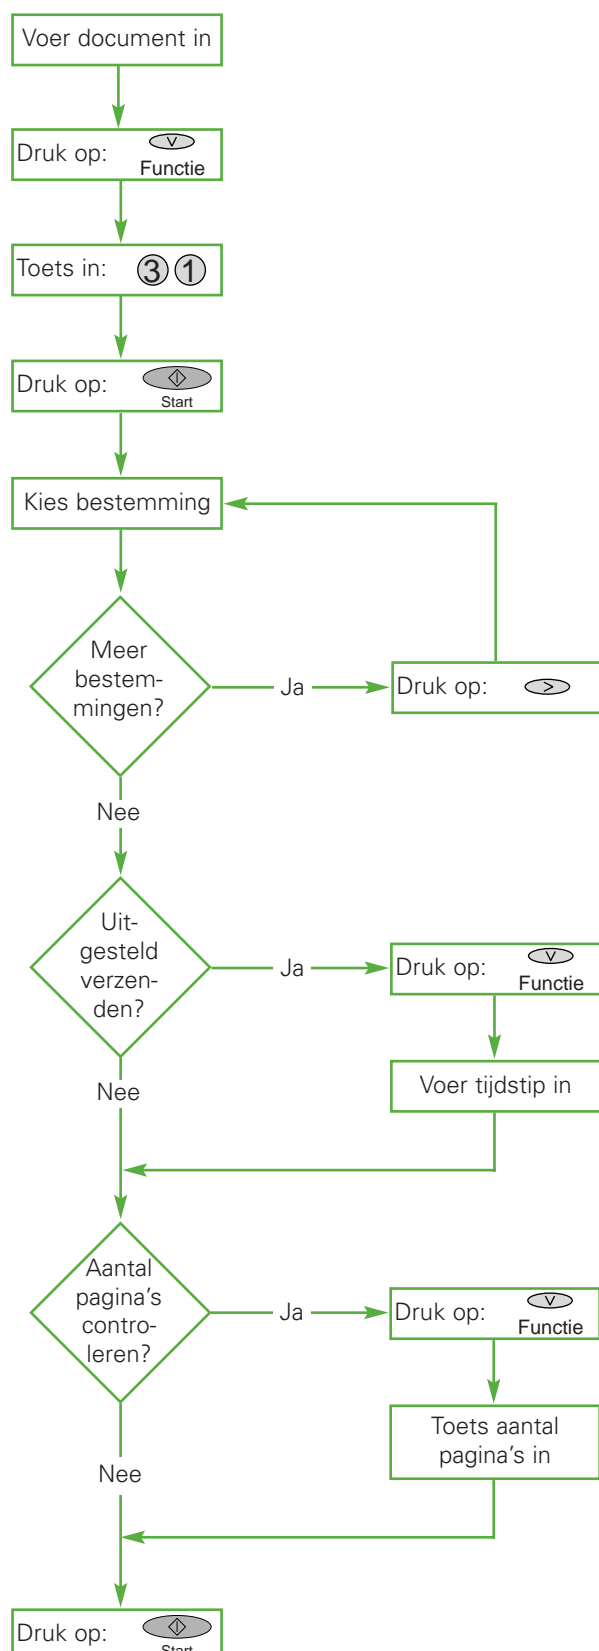 Voer document in
Druk op:
Functie
Toets in: 3 1
Druk op:
Start
Kies bestemming
Meer
bestem-
mingen?
Ja
Druk op: >
Nee
Uit-
gesteld
verzen-
den?
Ja
Druk op:
Functie
Voer tijdstip in
Nee
Aantal
pagina's
contro-
leren?
Ja
Druk op:
Functie
Toets aantal
pagina's in
Nee
Druk op:
Start